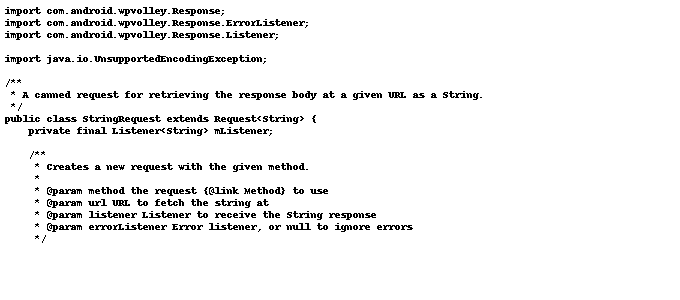 import com.android.wpvolley.Response;
import com.android.wpvolley.Response.ErrorListener;
import com.android.wpvolley.Response.Listener;

import java.io.UnsupportedEncodingException;

/**
 * A canned request for retrieving the response body at a given URL as a String.
 */
public class StringRequest extends Request<String> {
    private final Listener<String> mListener;

    /**
     * Creates a new request with the given method.
     *
     * @param method the request {@link Method} to use
     * @param url URL to fetch the string at
     * @param listener Listener to receive the String response
     * @param errorListener Error listener, or null to ignore errors
     */